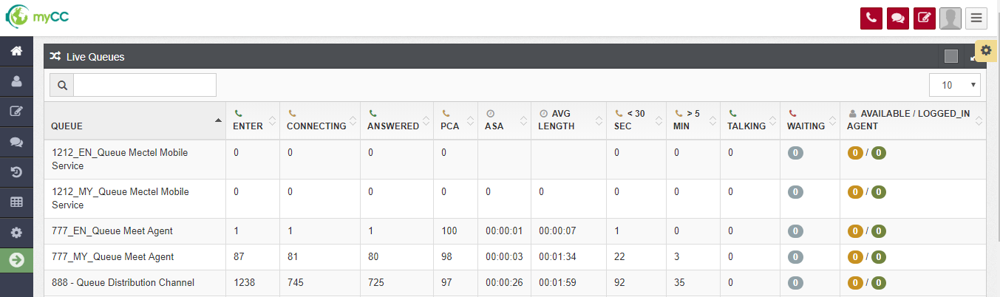 myCC
Live Queues
10
QUEUE ENTER CONNECTING ANSWERED PCA ASA AVG LENGTH < 30 SEC > 5 MIN TALKING WAITING AVAILABLE / LOGGED_IN AGENT
1212_EN_Queue Mectel Mobile Service 0 0 0 0 0 0 0 0 0 / 0
1212_MY_Queue Mectel Mobile Service 0 0 0 0 0 0 0 0 0 0 0 / 0
777_EN_Queue Meet Agent 1 1 1 100 00:00:01 00:00:07 1 0 0 0 0 / 0
777_MY_Queue Meet Agent 87 81 80 98 00:00:03 00:01:34 22 3 0 0 0 / 0
888 - Queue Distribution Channel 1238 745 725 97 00:00:26 00:01:59 92 35 0 0 0 / 0